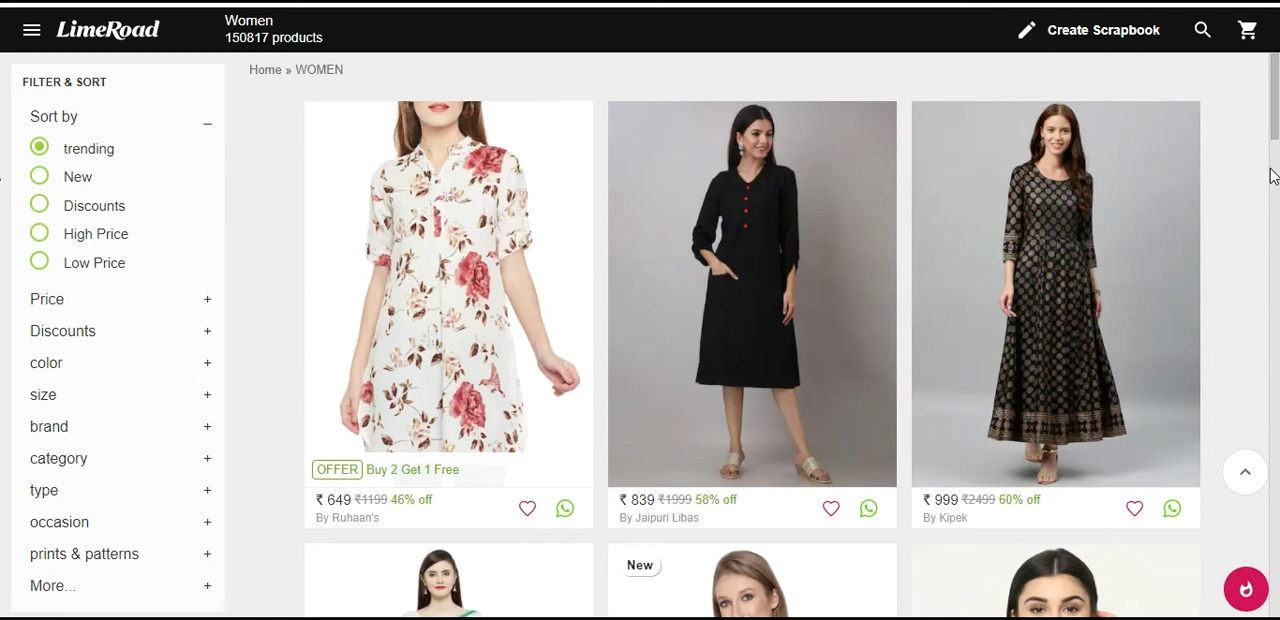 LimeRoad
Women
150817 products
Create Scrapbook
Home » WOMEN
FILTER & SORT
Sort by
trending
New
Discounts
High Price
Low Price
Price +
Discounts +
color +
size +
brand +
category +
type +
occasion +
prints & patterns +
More... +
OFFER Buy 2 Get 1 Free
₹ 649 ₹1199 46% off
By Ruhaan's
₹ 839 ₹1999 58% off
By Jaipuri Libas
₹ 999 ₹2499 60% off
By Kipek
New